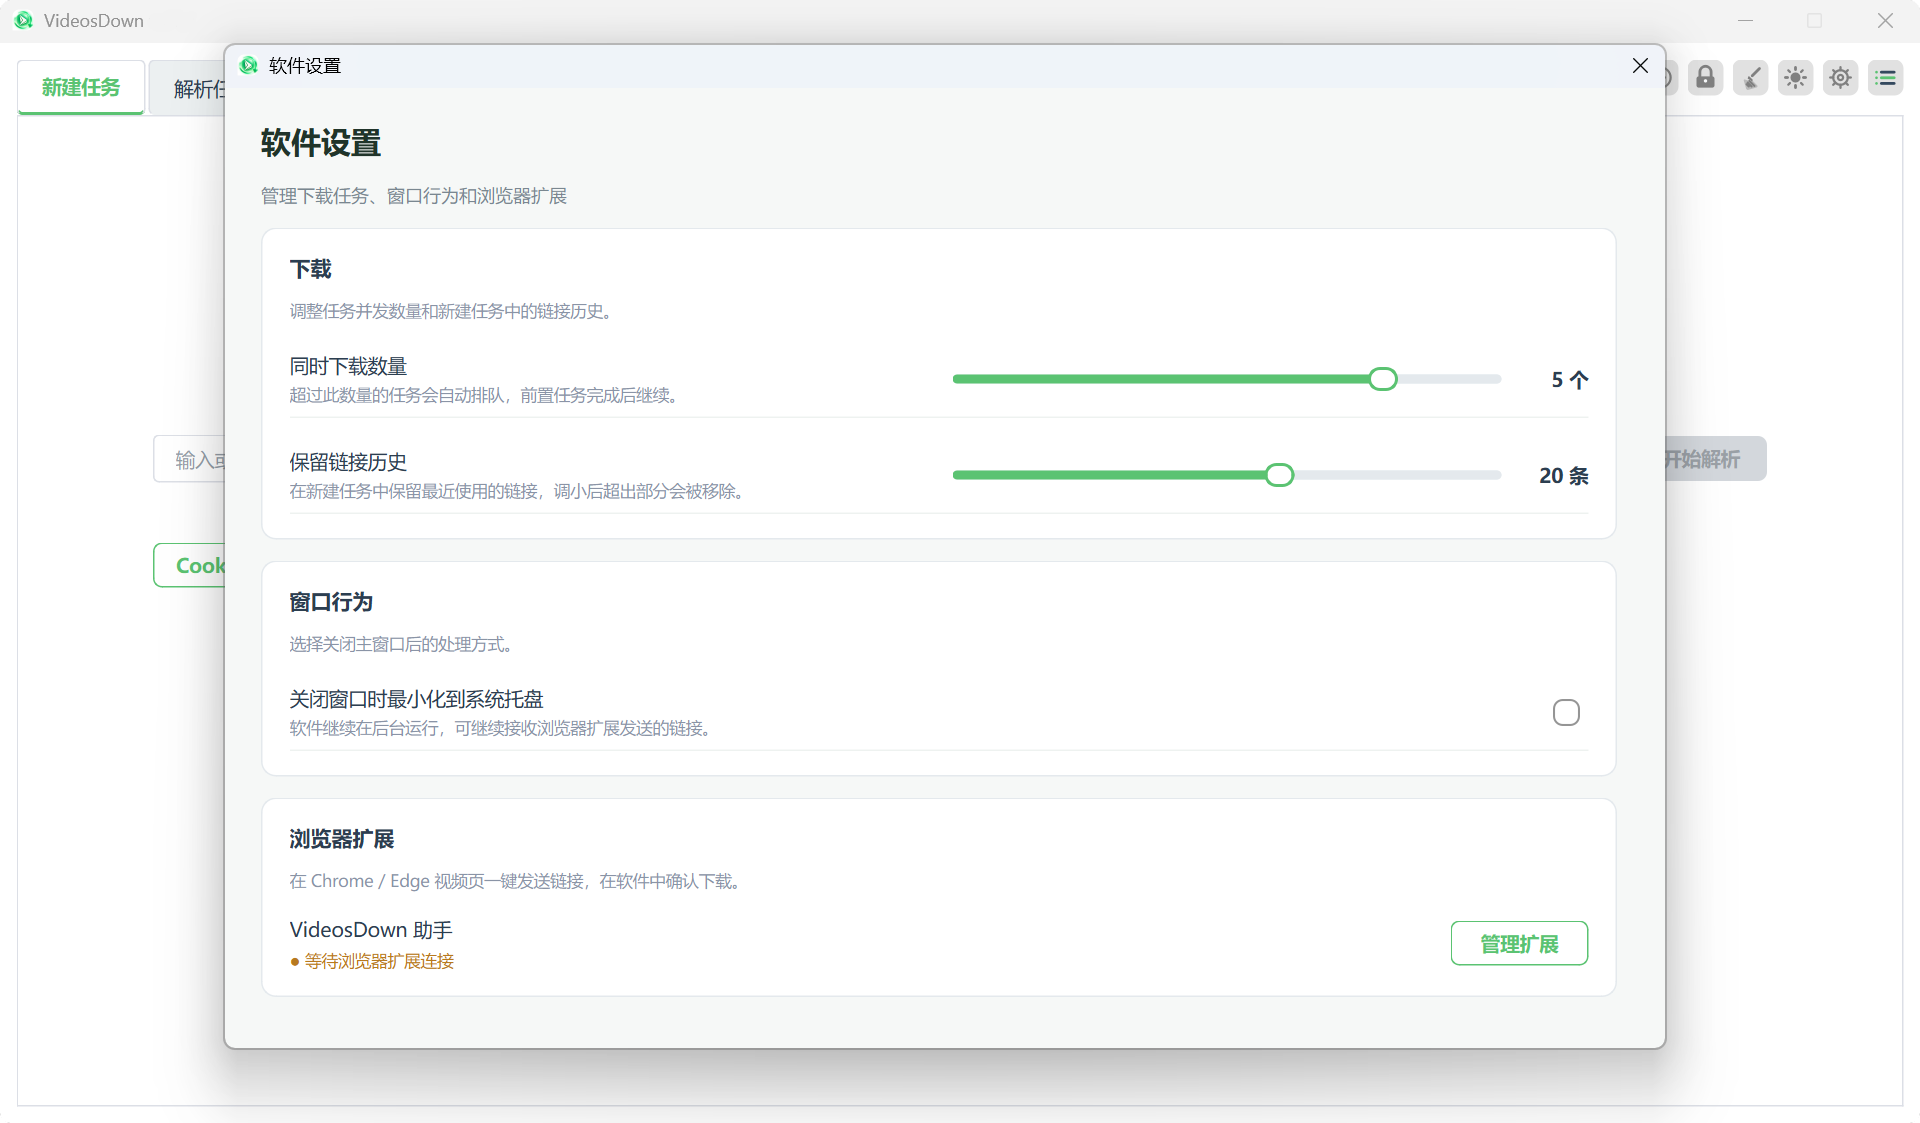 VideosDown
软件设置
新建任务
解析任
软件设置
管理下载任务、窗口行为和浏览器扩展
下载
调整任务并发数量和新建任务中的链接历史。
同时下载数量
超过此数量的任务会自动排队，前置任务完成后继续。
5 个
保留链接历史
在新建任务中保留最近使用的链接，调小后超出部分会被移除。
20 条
输入或
开始解析
Cook
窗口行为
选择关闭主窗口后的处理方式。
关闭窗口时最小化到系统托盘
软件继续在后台运行，可继续接收浏览器扩展发送的链接。
浏览器扩展
在 Chrome / Edge 视频页一键发送链接，在软件中确认下载。
VideosDown 助手
等待浏览器扩展连接
管理扩展